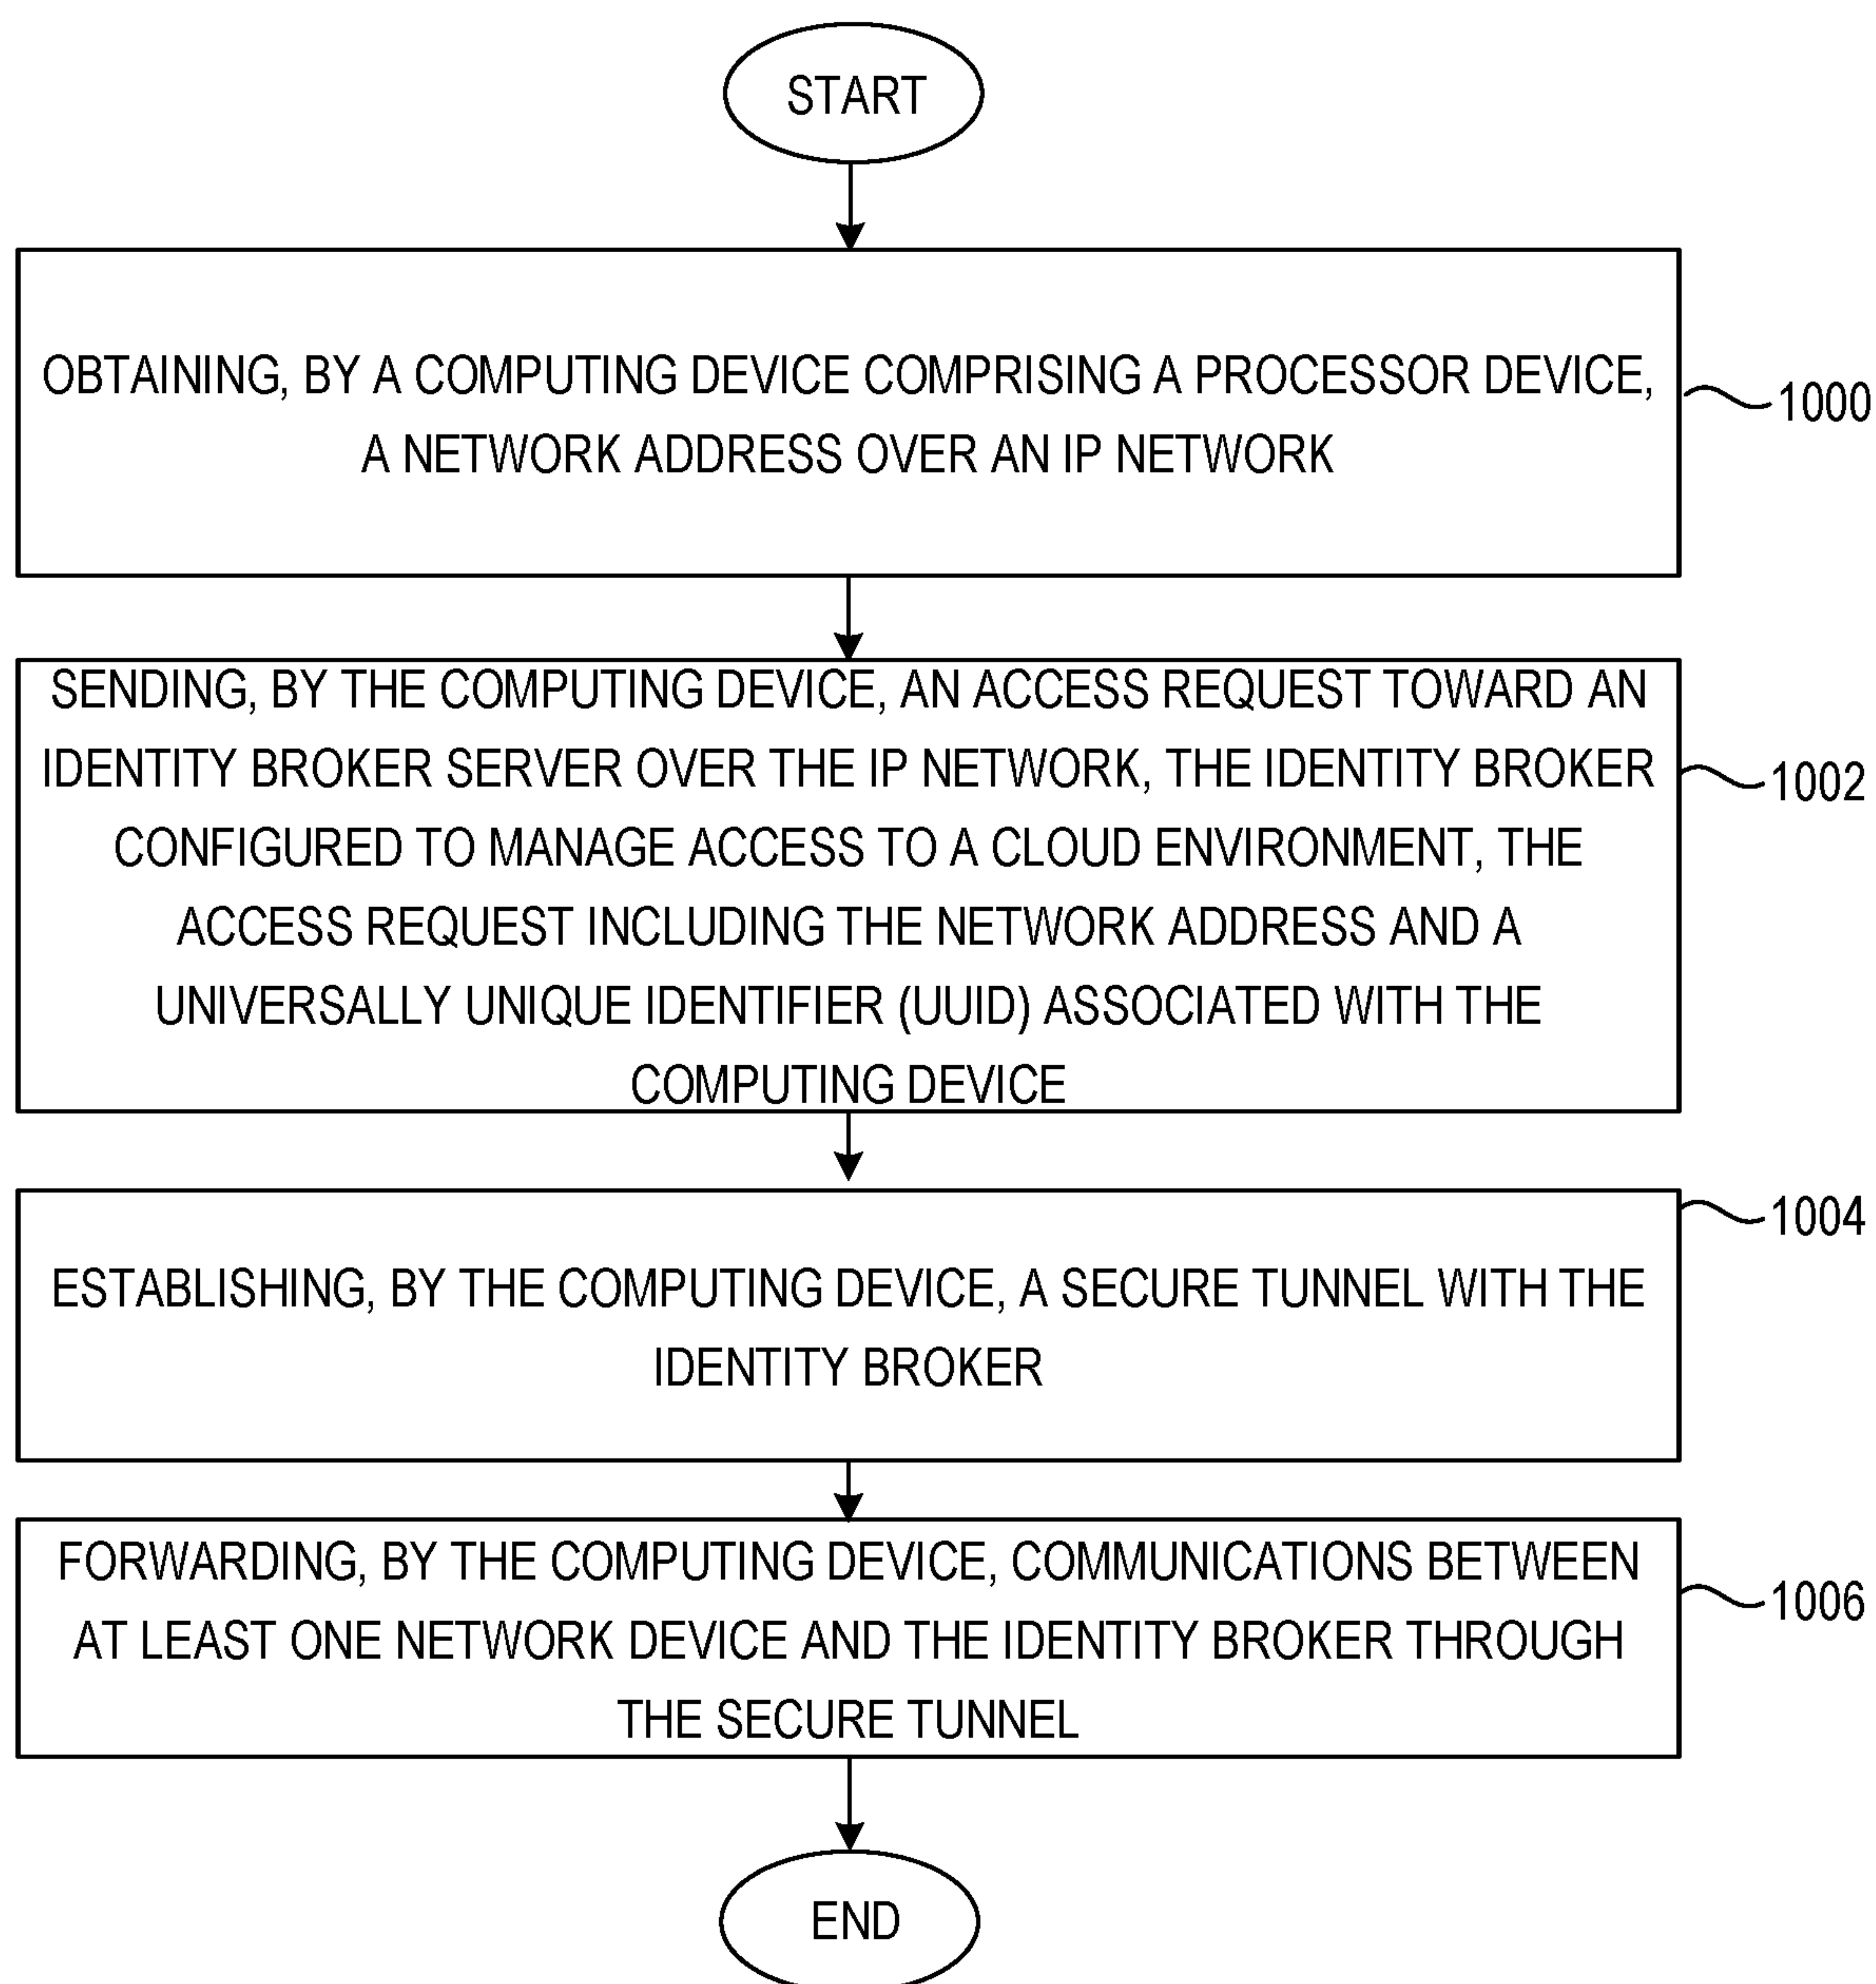 START
OBTAINING, BY A COMPUTING DEVICE COMPRISING A PROCESSOR DEVICE,
A NETWORK ADDRESS OVER AN IP NETWORK
1000
SENDING, BY THE COMPUTING DEVICE, AN ACCESS REQUEST TOWARD AN
IDENTITY BROKER SERVER OVER THE IP NETWORK, THE IDENTITY BROKER
CONFIGURED TO MANAGE ACCESS TO A CLOUD ENVIRONMENT, THE
ACCESS REQUEST INCLUDING THE NETWORK ADDRESS AND A
UNIVERSALLY UNIQUE IDENTIFIER (UUID) ASSOCIATED WITH THE
COMPUTING DEVICE
1002
ESTABLISHING, BY THE COMPUTING DEVICE, A SECURE TUNNEL WITH THE
IDENTITY BROKER
1004
FORWARDING, BY THE COMPUTING DEVICE, COMMUNICATIONS BETWEEN
AT LEAST ONE NETWORK DEVICE AND THE IDENTITY BROKER THROUGH
THE SECURE TUNNEL
1006
END